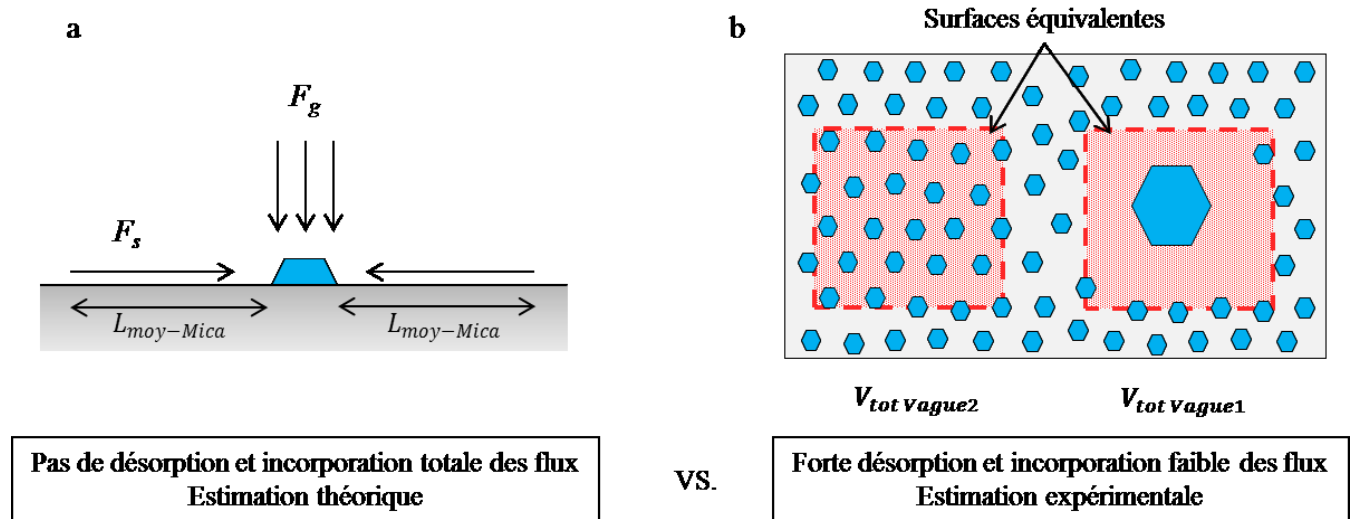 a
F_g
F_s
L_moy−Mica
L_moy−Mica
Pas de désorption et incorporation totale des flux
Estimation théorique
VS.
b
Surfaces équivalentes
V_tot Vague2
V_tot Vague1
Forte désorption et incorporation faible des flux
Estimation expérimentale